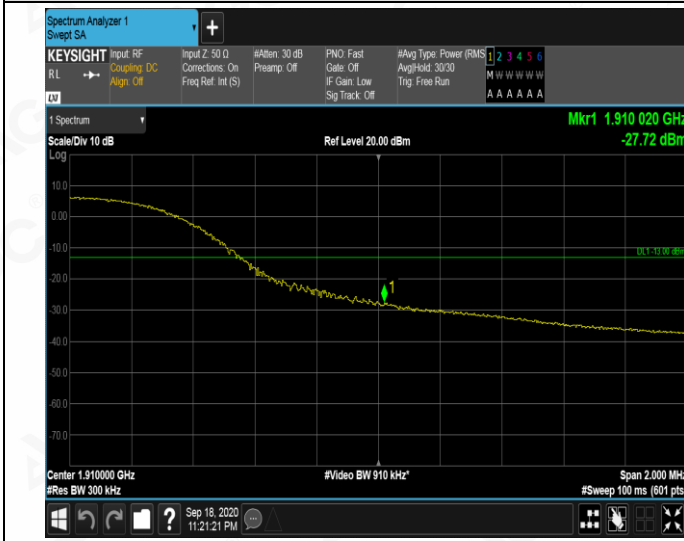 Spectrum Analyzer 1
Swept SA
+
KEYSIGHT Input: RF
Coupling: DC
Align: Off
RL
LXI
Input Z: 50 Ω
Corrections: On
Freq Ref: Int (S)
#Atten: 30 dB
Preamp: Off
PNO: Fast
Gate: Off
IF Gain: Low
Sig Track: Off
#Avg Type: Power (RMS
Avg|Hold: 30/30
Trig: Free Run
1 2 3 4 5 6
M W W W W W
A A A A A A
1 Spectrum
Scale/Div 10 dB
Ref Level 20.00 dBm
Mkr1 1.910 020 GHz
-27.72 dBm
Log
10.0
0.00
-10.0
DL1 -13.00 dBm
-20.0
1
-30.0
-40.0
-50.0
-60.0
-70.0
Center 1.910000 GHz
#Video BW 910 kHz*
Span 2.000 MHz
#Res BW 300 kHz
#Sweep 100 ms (601 pts
?
Sep 18, 2020
11:21:21 PM